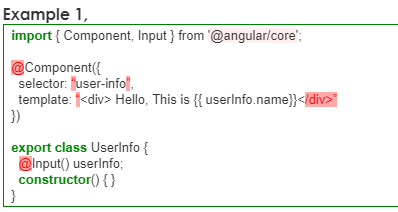 Example 1,
import { Component, Input } from '@angular/core';
@Component({
selector: “user-info”,
template: “<div> Hello, This is {{ userInfo.name}}</div>”
})
export class UserInfo {
@Input() userInfo;
constructor() { }
}